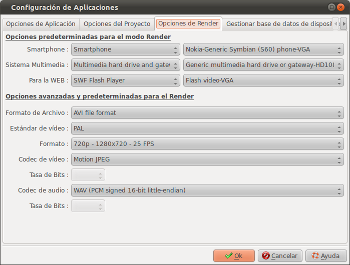 Configuración de Aplicaciones
Opciones de Aplicación Opciones del Proyecto Opciones de Render Gestionar base de datos de disposi
Opciones predeterminadas para el modo Render
Smartphone : Smartphone Nokia-Generic Symbian (S60) phone-VGA
Sistema Multimedia : Multimedia hard drive and gatew Generic multimedia hard drive or gateway-HD10(
Para la WEB : SWF Flash Player Flash video-VGA
Opciones avanzadas y predeterminadas para el Render
Formato de Archivo : AVI file format
Estándar de vídeo : PAL
Formato : 720p - 1280x720 - 25 FPS
Codec de vídeo : Motion JPEG
Tasa de Bits :
Codec de audio : WAV (PCM signed 16-bit little-endian)
Tasa de Bits :
Ok Cancelar Ayuda